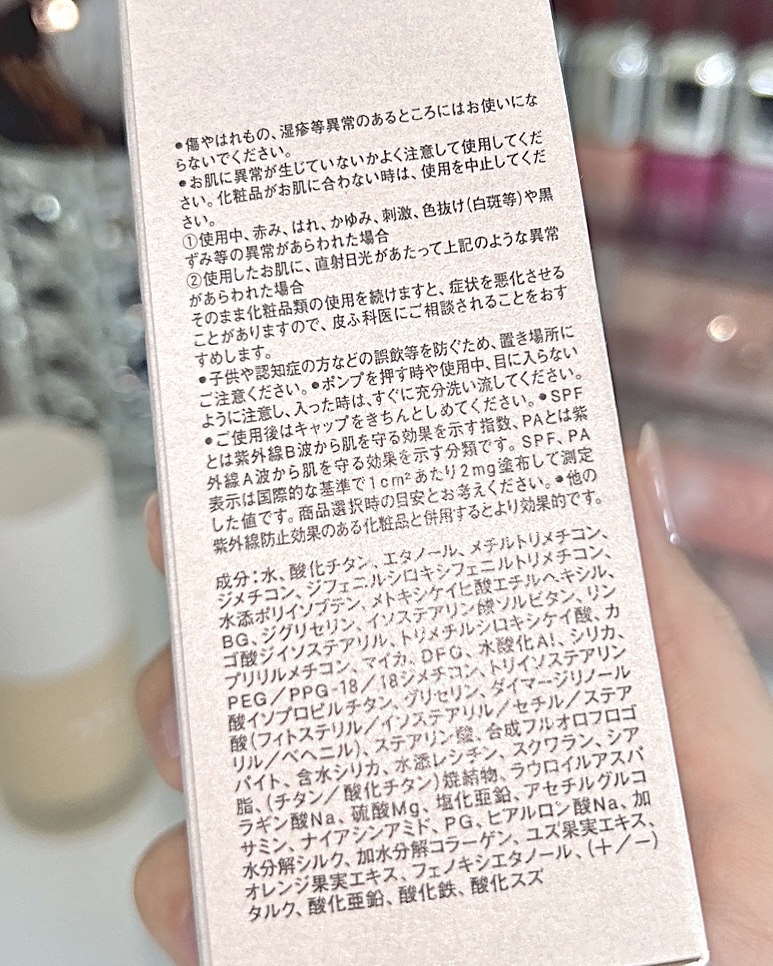 ●傷やはれもの、湿疹等異常のあるところにはお使いにな
らないでください。
●お肌に異常が生じていないかよく注意して使用してくだ
さい。化粧品がお肌に合わない時は、使用を中止してくだ
さい。
①使用中、赤み、はれ、かゆみ、刺激、色抜け(白斑等)や黒
ずみ等の異常があらわれた場合
②使用したお肌に、直射日光があたって上記のような異常
があらわれた場合
そのまま化粧品類の使用を続けますと、症状を悪化させる
ことがありますので、皮ふ科医にご相談されることをおす
すめします。
●子供や認知症の方などの誤飲等を防ぐため、置き場所に
ご注意ください。●ポンプを押す時や使用中、目に入らない
ように注意し、入った時は、すぐに充分洗い流してください。
●ご使用後はキャップをきちんとしめてください。●SPF
とは紫外線B波から肌を守る効果を示す指数、PAとは紫
外線A波から肌を守る効果を示す分類です。SPF、PA
表示は国際的な基準で1cm²あたり2mg塗布して測定
した値です。商品選択時の目安とお考えください。●他の
紫外線防止効果のある化粧品と併用するとより効果的です。
成分:水、酸化チタン、エタノール、メチルトリメチコン、
ジメチコン、ジフェニルシロキシフェニルトリメチコン、
水添ポリイソブテン、メトキシケイヒ酸エチルヘキシル、
BG、ジグリセリン、イソステアリン酸ソルビタン、リン
ゴ酸ジイソステアリル、トリメチルシロキシケイ酸、カ
プリリルメチコン、マイカ、DFG、水酸化Al、シリカ、
PEG/PPG-18/18ジメチコン、トリイソステアリン
酸イソプロピルチタン、グリセリン、ダイマージリノール
酸(フィトステリル/イソステアリル/セチル/ステア
リル/ベヘニル)、ステアリン酸、合成フルオロフロゴ
パイト、含水シリカ、水添レシチン、スクワラン、シア
脂、(チタン/酸化チタン)焼結物、ラウロイルアスパ
ラギン酸Na、硫酸Mg、塩化亜鉛、アセチルグルコ
サミン、ナイアシンアミド、PG、ヒアルロン酸Na、加
水分解シルク、加水分解コラーゲン、ユズ果実エキス、
オレンジ果実エキス、フェノキシエタノール、(+/−)
タルク、酸化亜鉛、酸化鉄、酸化スズ